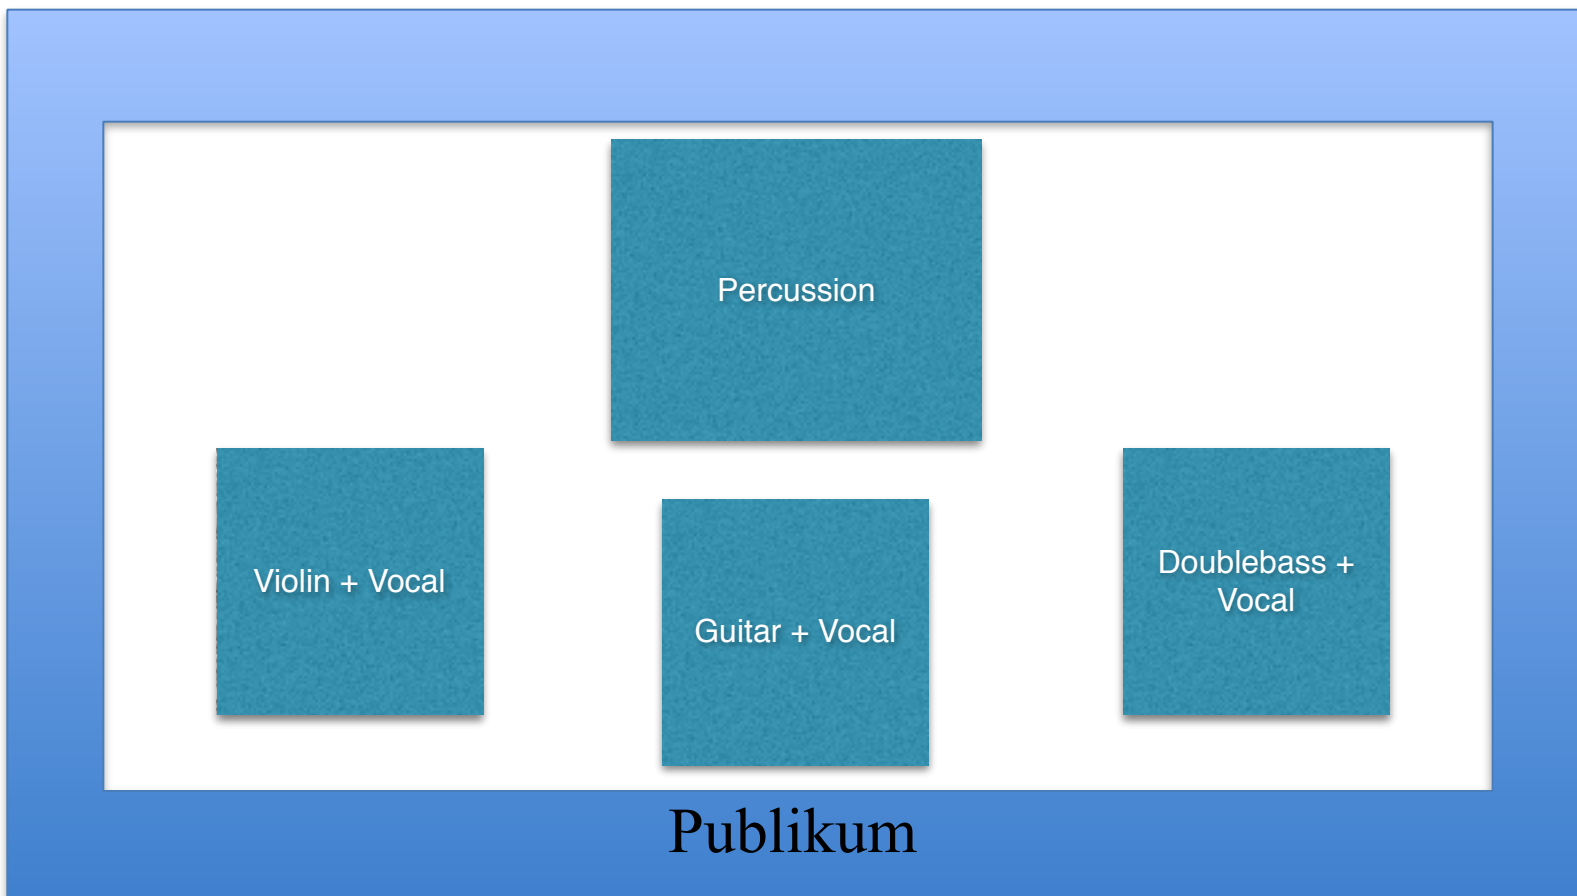 Percussion
Violin + Vocal
Guitar + Vocal
Doublebass +
Vocal
Publikum